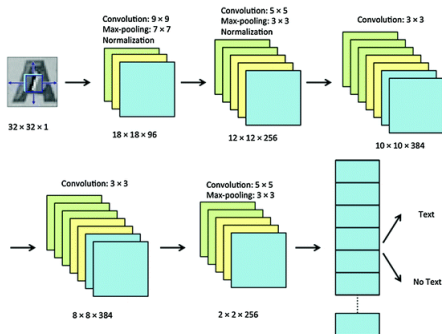 Convolution: 9 × 9
Max-pooling: 7 × 7
Normalization
Convolution: 5 × 5
Max-pooling: 3 × 3
Normalization
Convolution: 3 × 3
A
32 × 32 × 1
18 × 18 × 96
12 × 12 × 256
10 × 10 × 384
Convolution: 3 × 3
Convolution: 5 × 5
Max-pooling: 3 × 3
Text
No Text
8 × 8 × 384
2 × 2 × 256